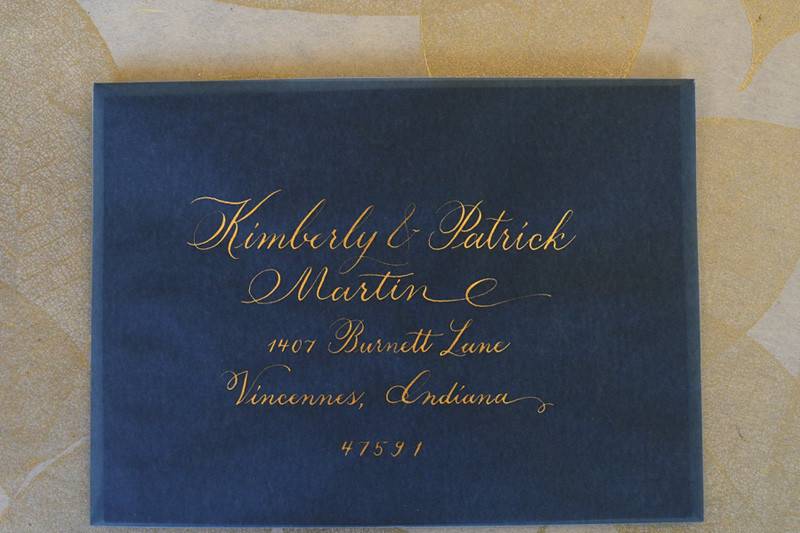 Kimberly & Patrick
Martin
1407 Burnett Lane
Vincennes, Indiana
47591